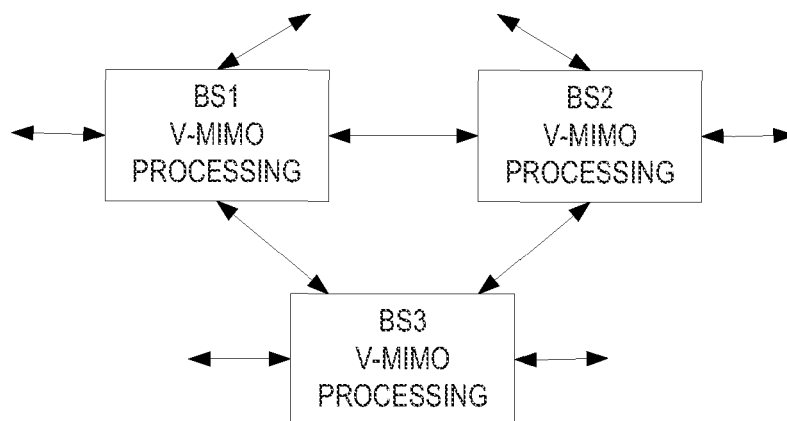 BS1
V-MIMO
PROCESSING
BS2
V-MIMO
PROCESSING
BS3
V-MIMO
PROCESSING